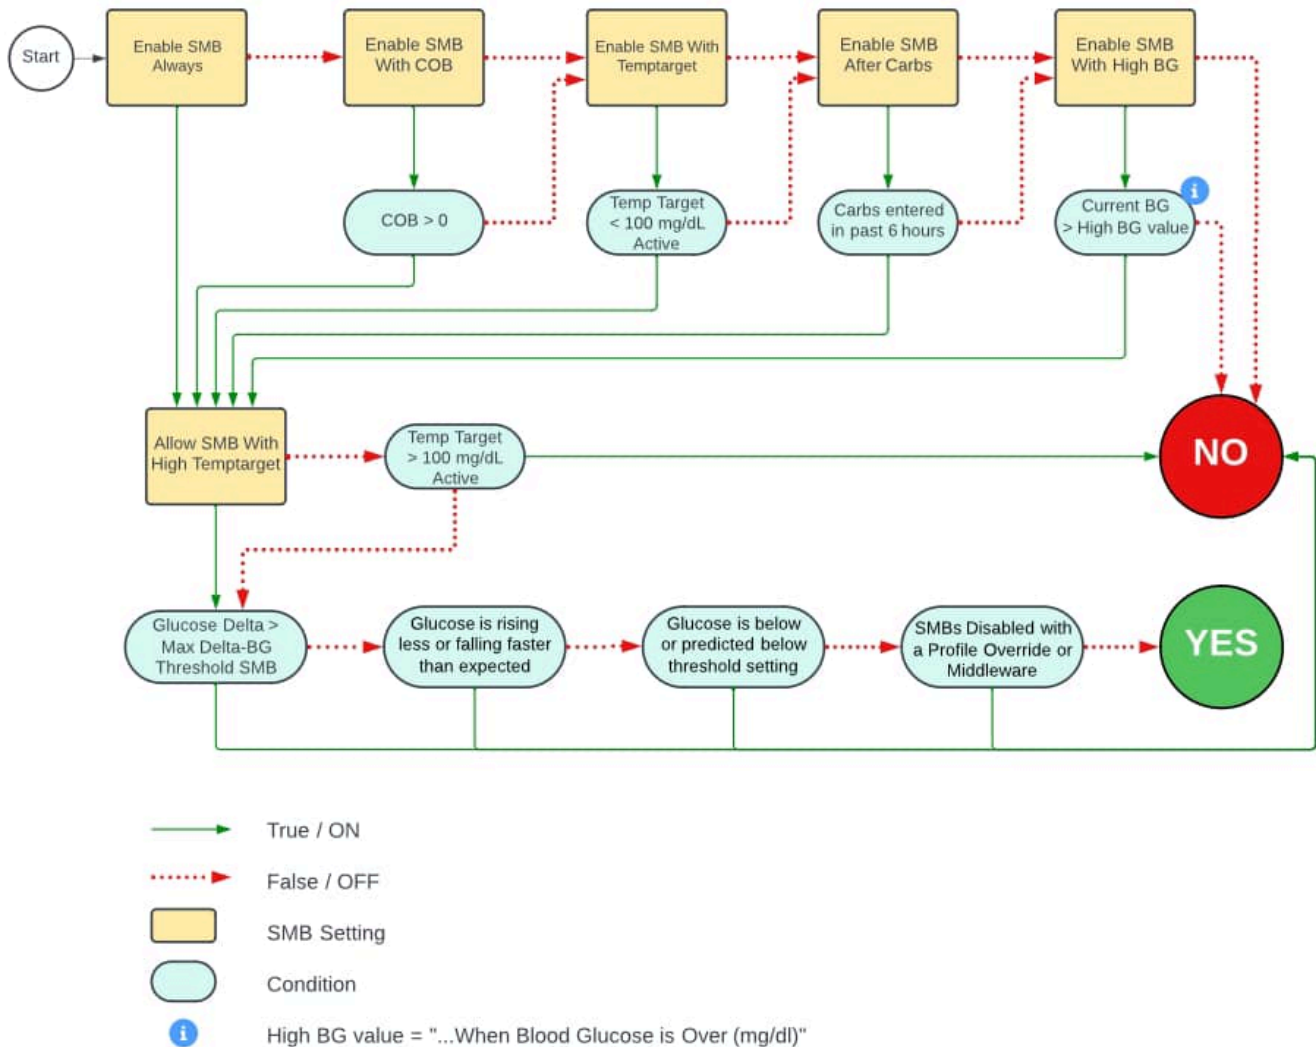 Start
Enable SMB
Always
Enable SMB
With COB
Enable SMB With
Temptarget
Enable SMB
After Carbs
Enable SMB
With High BG
COB > 0
Temp Target
< 100 mg/dL
Active
Carbs entered
in past 6 hours
Current BG
> High BG value
i
Allow SMB With
High Temptarget
Temp Target
> 100 mg/dL
Active
NO
Glucose Delta >
Max Delta-BG
Threshold SMB
Glucose is rising
less or falling faster
than expected
Glucose is below
or predicted below
threshold setting
SMBs Disabled with
a Profile Override or
Middleware
YES
True / ON
False / OFF
SMB Setting
Condition
i
High BG value = "...When Blood Glucose is Over (mg/dl)"